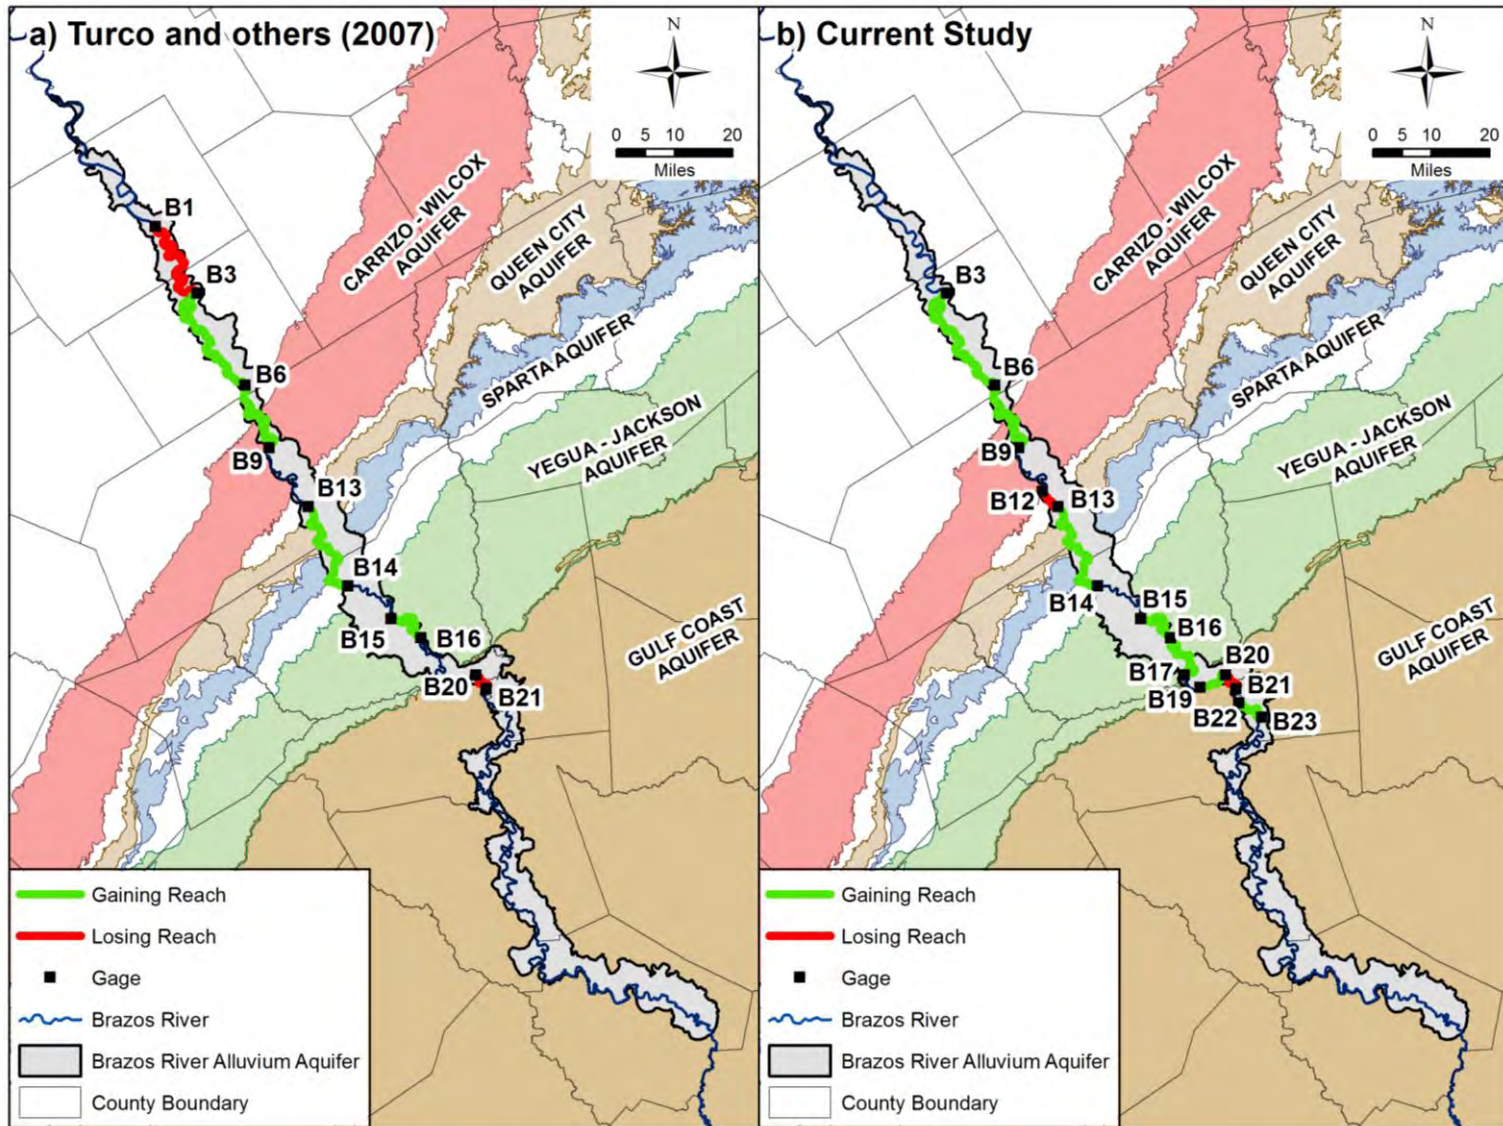 a) Turco and others (2007)
N
0 5 10 20
Miles
B1
B3
B6
B9
B13
B14
B15
B16
B20
B21
CARRIZO - WILCOX
AQUIFER
QUEEN CITY
AQUIFER
SPARTA AQUIFER
YEGUA - JACKSON
AQUIFER
GULF COAST
AQUIFER
Gaining Reach
Losing Reach
Gage
Brazos River
Brazos River Alluvium Aquifer
County Boundary
b) Current Study
N
0 5 10 20
Miles
B3
B6
B9
B12
B13
B14
B15
B16
B17
B19
B20
B21
B22
B23
CARRIZO - WILCOX
AQUIFER
QUEEN CITY
AQUIFER
SPARTA AQUIFER
YEGUA - JACKSON
AQUIFER
GULF COAST
AQUIFER
Gaining Reach
Losing Reach
Gage
Brazos River
Brazos River Alluvium Aquifer
County Boundary